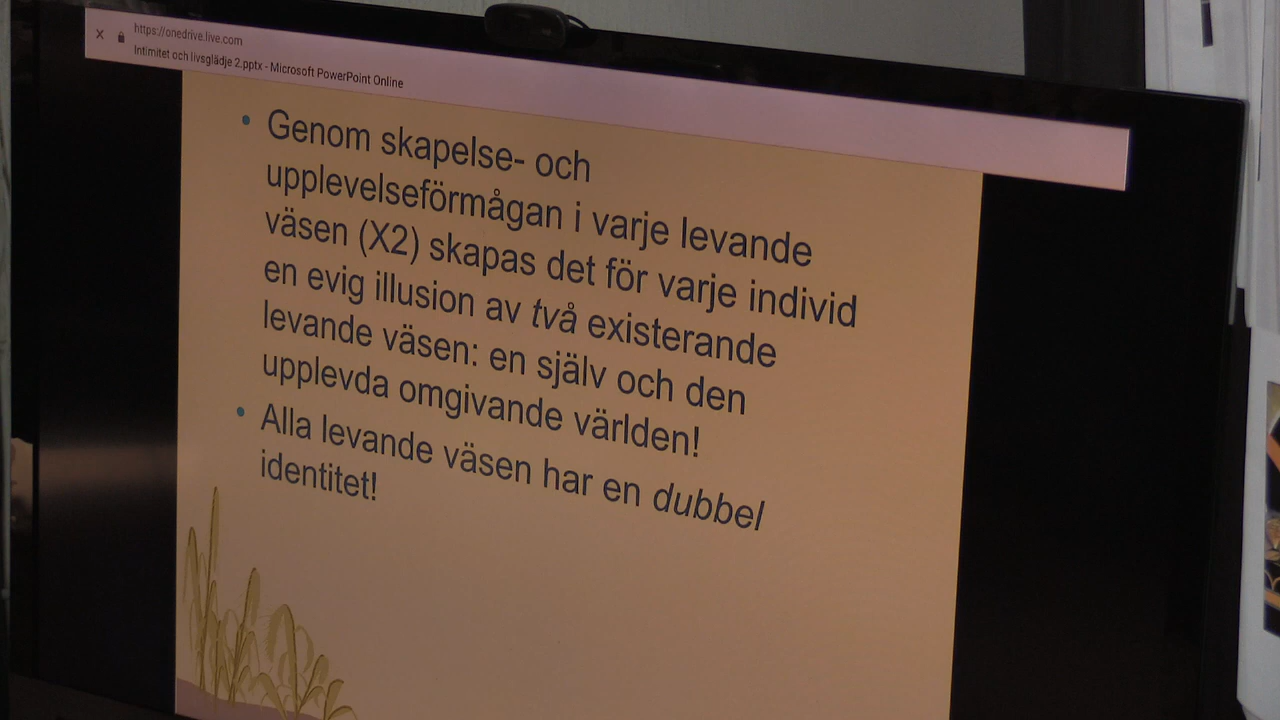 https://onedrive.live.com
Intimitet och livsglädje 2.pptx - Microsoft PowerPoint Online
• Genom skapelse- och
upplevelseförmågan i varje levande
väsen (X2) skapas det för varje individ
en evig illusion av två existerande
levande väsen: en själv och den
upplevda omgivande världen!
• Alla levande väsen har en dubbel
identitet!